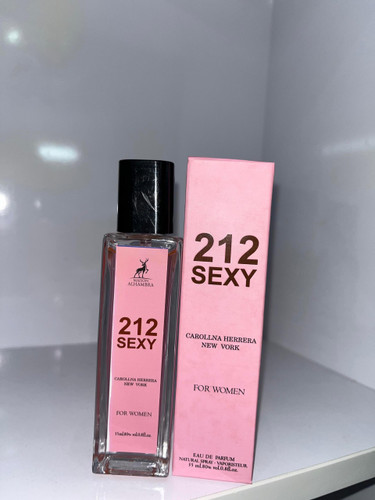 MAISON
ALHAMBRA
212
SEXY
CAROLLNA HERRERA
NEW YORK
FOR WOMEN
212
SEXY
CAROLLNA HERRERA
NEW YORK
FOR WOMEN
EAU DE PARFUM
NATURAL SPRAY - VAPORISTEUR